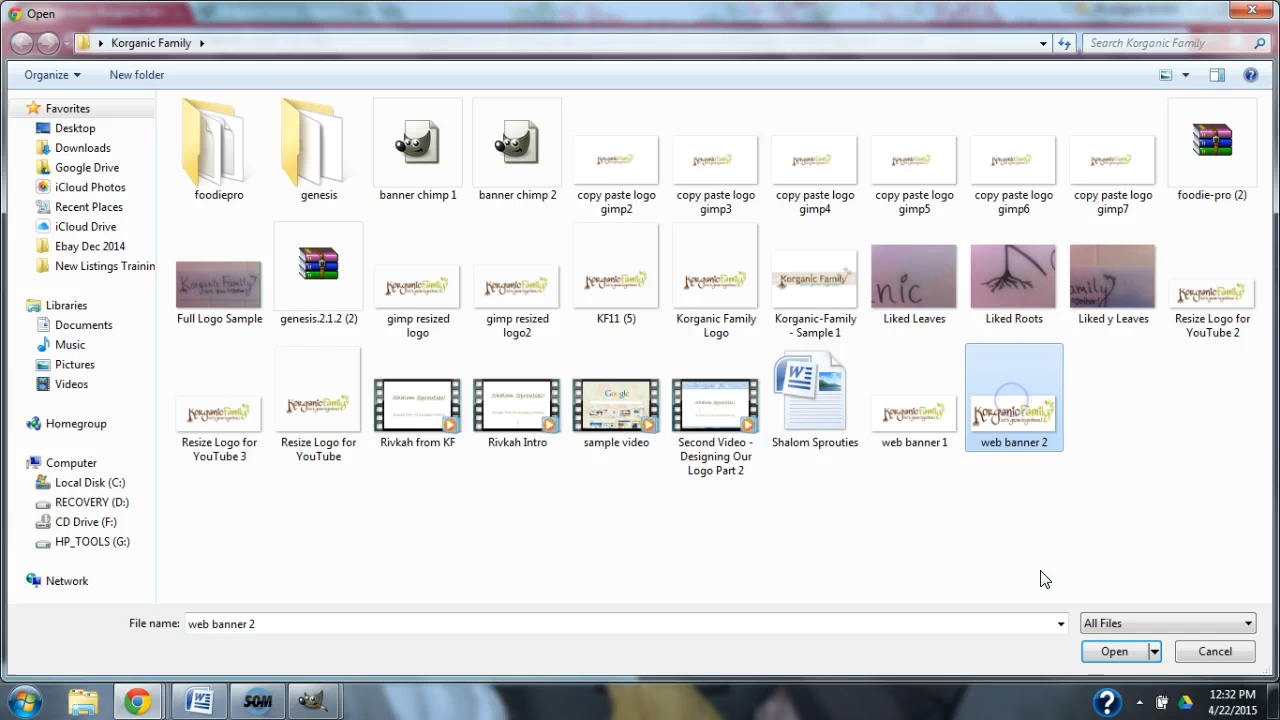 Open
Korganic Family
Search Korganic Family
Organize
New folder
Favorites
Desktop
Downloads
Google Drive
iCloud Photos
Recent Places
iCloud Drive
Ebay Dec 2014
New Listings Trainin
Libraries
Documents
Music
Pictures
Videos
Homegroup
Computer
Local Disk (C:)
RECOVERY (D:)
CD Drive (F:)
HP_TOOLS (G:)
Network
foodiepro
genesis
banner chimp 1
banner chimp 2
copy paste logo
gimp2
copy paste logo
gimp3
copy paste logo
gimp4
copy paste logo
gimp5
copy paste logo
gimp6
copy paste logo
gimp7
foodie-pro (2)
Full Logo Sample
genesis.2.1.2 (2)
gimp resized
logo
gimp resized
logo2
KF11 (5)
Korganic Family
Logo
Korganic-Family
- Sample 1
Liked Leaves
Liked Roots
Liked y Leaves
Resize Logo for
YouTube 2
Resize Logo for
YouTube 3
Resize Logo for
YouTube
Rivkah from KF
Rivkah Intro
sample video
Second Video -
Designing Our
Logo Part 2
Shalom Sprouties
web banner 1
web banner 2
File name:
web banner 2
All Files
Open
Cancel
12:32 PM
4/22/2015